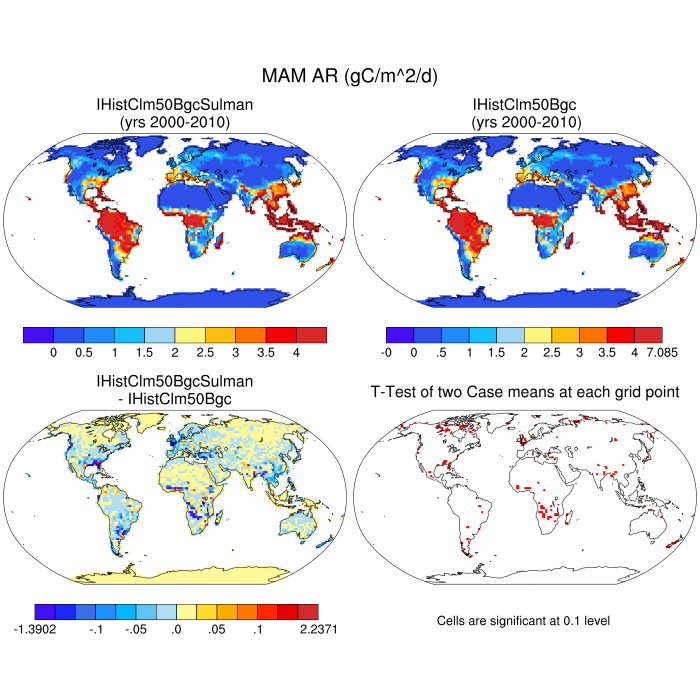 MAM AR (gC/m^2/d)
IHistClm50BgcSulman
(yrs 2000-2010)
IHistClm50Bgc
(yrs 2000-2010)
0 0.5 1 1.5 2 2.5 3 3.5 4
-0 0 .5 1 1.5 2 2.5 3 3.5 4 7.085
IHistClm50BgcSulman
- IHistClm50Bgc
T-Test of two Case means at each grid point
-1.3902 -.1 -.05 .0 .05 .1 2.2371
Cells are significant at 0.1 level